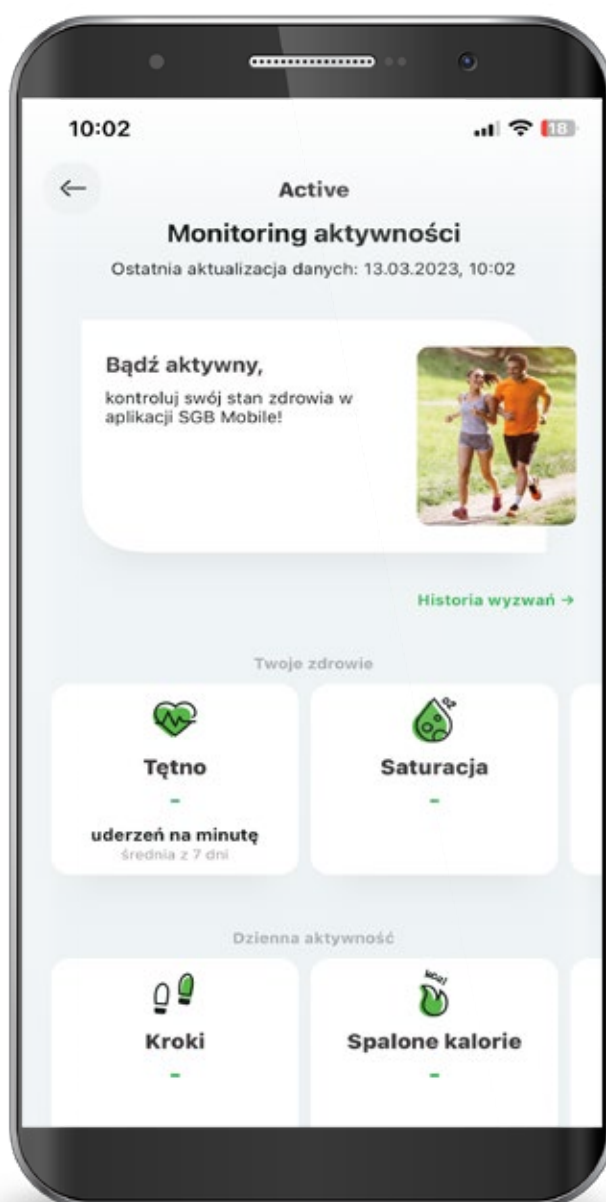 10:02
18
Active
Monitoring aktywności
Ostatnia aktualizacja danych: 13.03.2023, 10:02
Bądź aktywny,
kontroluj swój stan zdrowia w
aplikacji SGB Mobile!
Historia wyzwań →
Twoje zdrowie
O2
Tętno
Saturacja
-
-
uderzeń na minutę
średnia z 7 dni
Dzienna aktywność
kcal
Kroki
Spalone kalorie
-
-